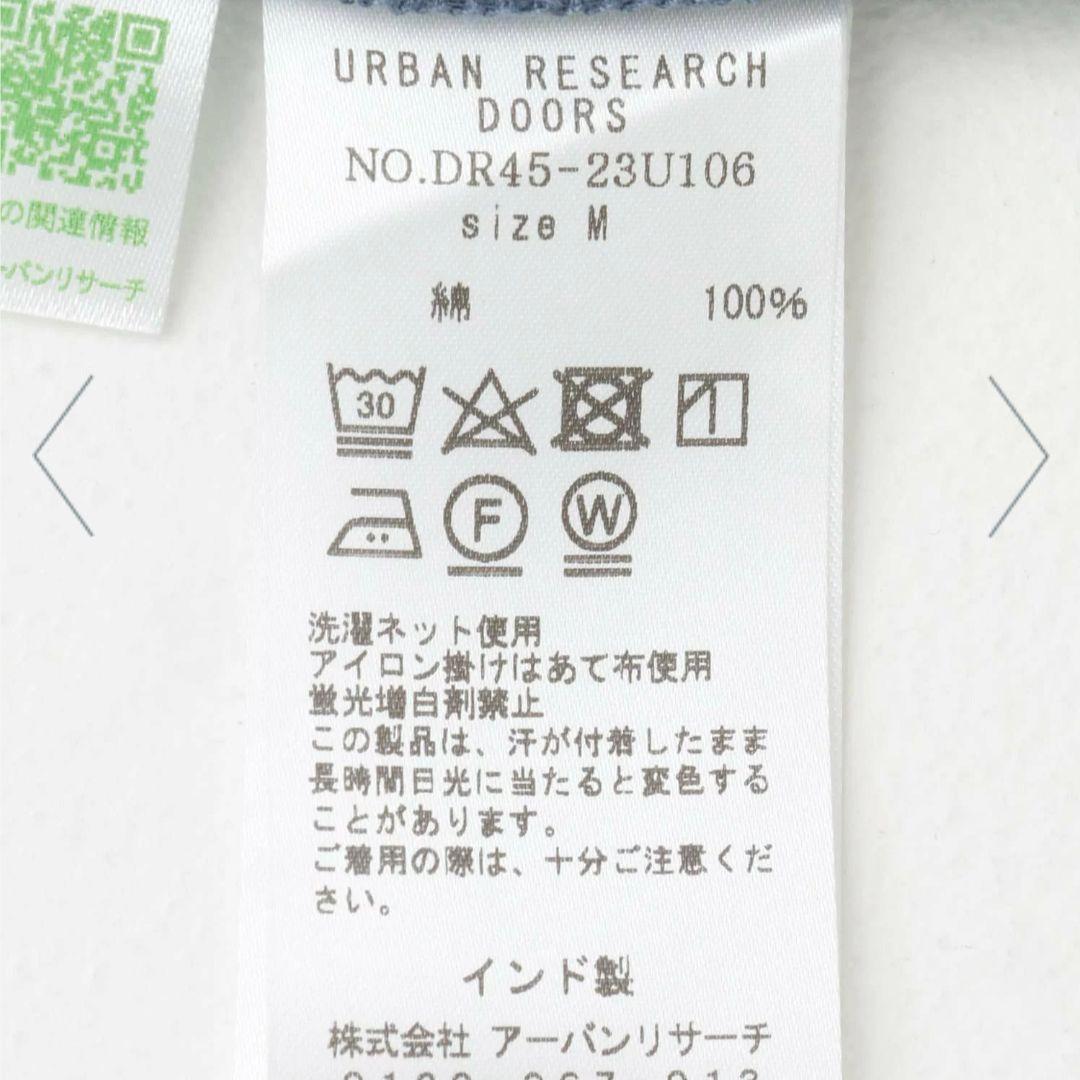 の関連情報
ーバンリサーチ
URBAN RESEARCH
DOORS
NO.DR45-23U106
size M
綿 100%
30
F W
洗濯ネット使用
アイロン掛けはあて布使用
蛍光増白剤禁止
この製品は、汗が付着したまま
長時間日光に当たると変色する
ことがあります。
ご着用の際は、十分ご注意くだ
さい。
インド製
株式会社 アーバンリサーチ